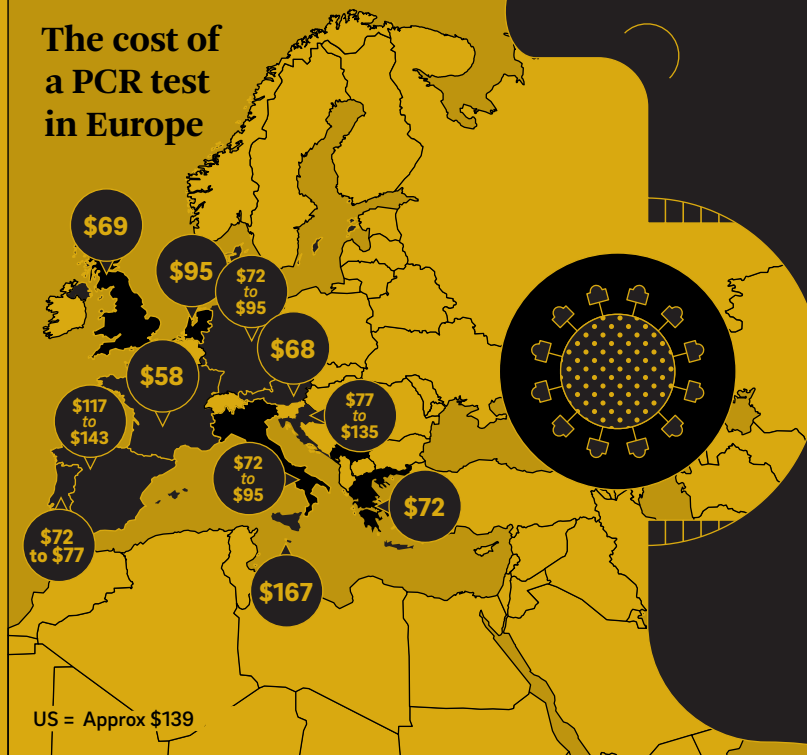 The cost of
a PCR test
in Europe
$69
$95
$72
to
$95
$68
$58
$117
to
$143
$77
to
$135
$72
to
$95
$72
$72
to $77
$167
US = Approx $139